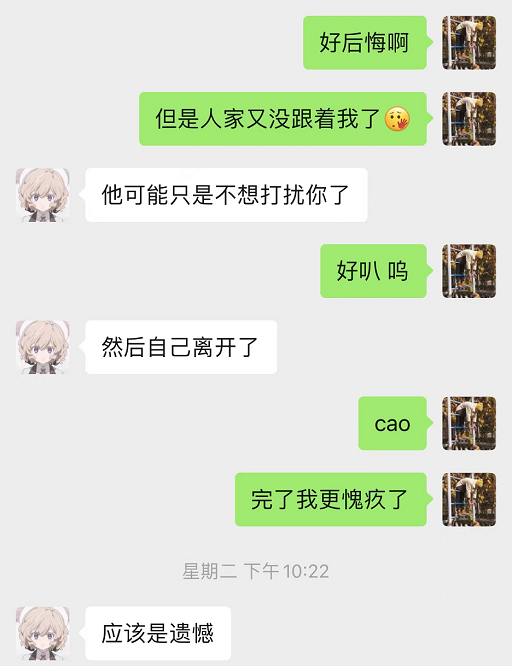 好后悔啊
但是人家又没跟着我了
他可能只是不想打扰你了
好叭 呜
然后自己离开了
cao
完了我更愧疚了
星期二 下午10:22
应该是遗憾